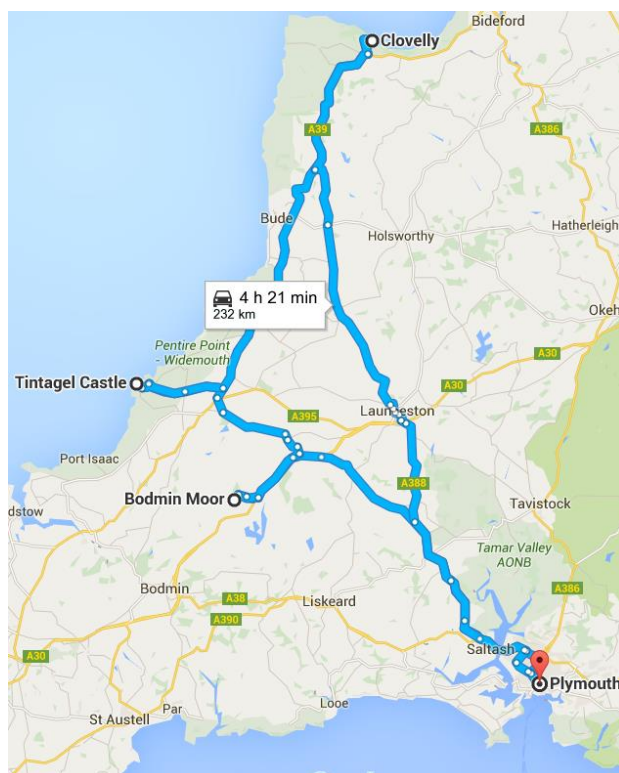 Bideford
Clovelly
A39
A386
Bude
Holsworthy
Hatherleigh
4 h 21 min
232 km
Okeh
Pentire Point
- Widemouth
A30
A30
Tintagel Castle
A395
Launceston
Port Isaac
A388
Bodmin Moor
dstow
Tavistock
Tamar Valley
AONB
Bodmin
A38
Liskeard
A386
A390
Saltash
A30
Plymouth
Par
Looe
St Austell